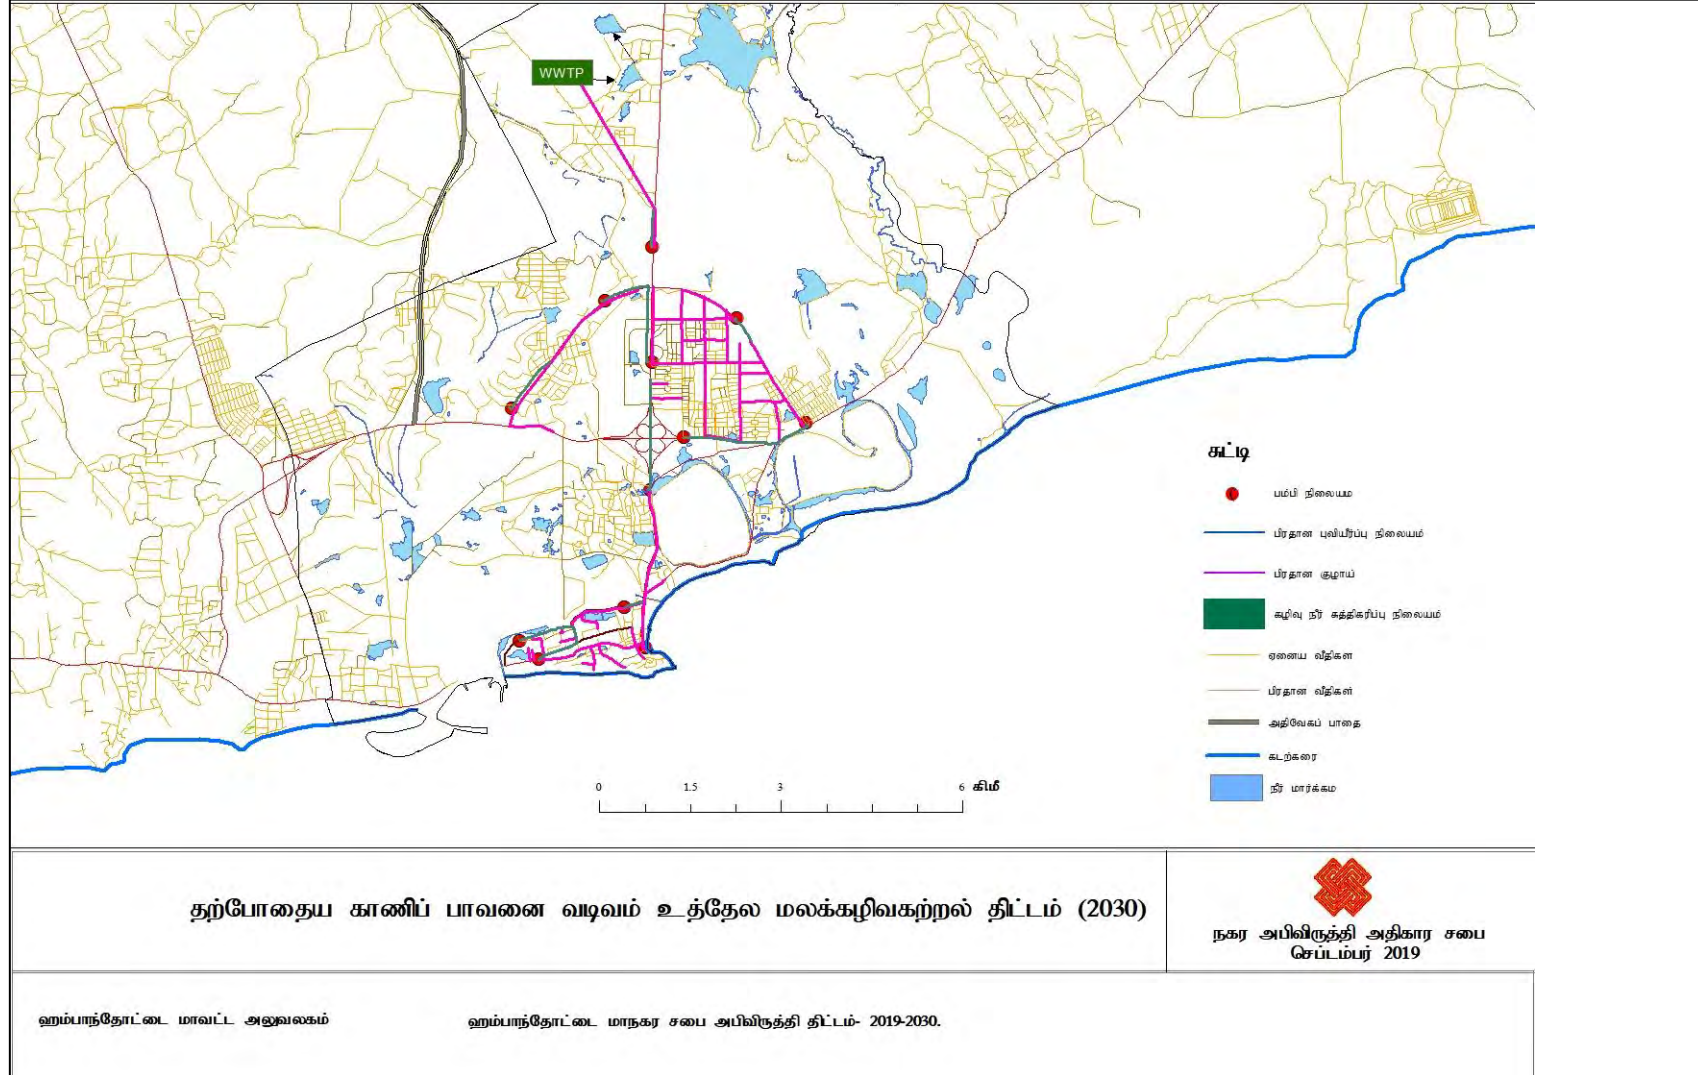 WWTP
சுட்டி
பம்பி நிலையம
பிரதான புவியீர்ப்பு நிலையம்
பிரதான குழாய்
கழிவு நீர் சுத்திகரிப்பு நிலையம்
ஏனைய வீதிகள
பிரதான வீதிகள்
அதிவேகப் பாதை
கடற்கரை
நீர் மார்க்கம
0 1.5 3 6 கிமீ
தற்போதைய காணிப் பாவனை வடிவம் உத்தேல மலக்கழிவகற்றல் திட்டம் (2030)
நகர அபிவிருத்தி அதிகார சபை
செப்டம்பர் 2019
ஹம்பாந்தோட்டை மாவட்ட அலுவலகம்
ஹம்பாந்தோட்டை மாநகர சபை அபிவிருத்தி திட்டம்- 2019-2030.